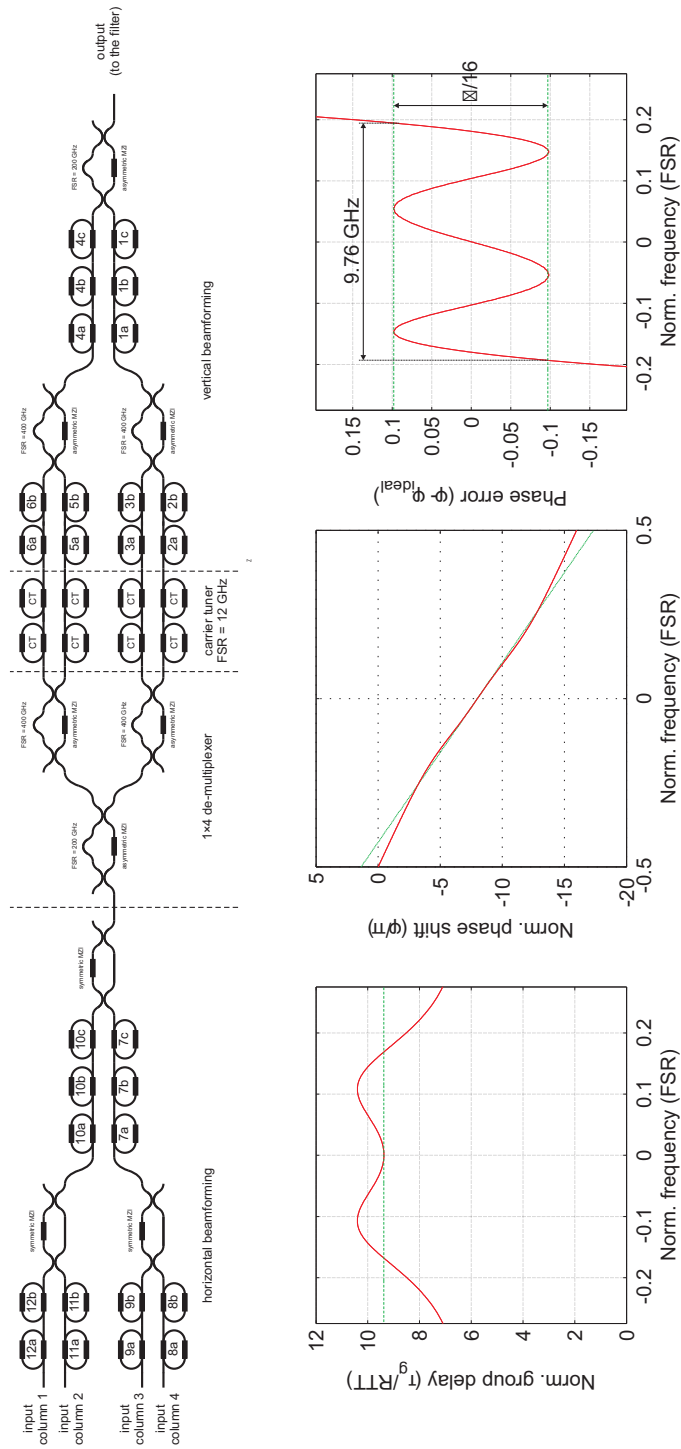 input
column 1
input
column 2
input
column 3
input
column 4
12a
12b
11a
11b
9a
9b
8a
8b
symmetric MZI
symmetric MZI
10a
10b
10c
7a
7b
7c
symmetric MZI
horizontal beamforming
FSR = 200 GHz
asymmetric MZI
FSR = 400 GHz
asymmetric MZI
FSR = 400 GHz
asymmetric MZI
1×4 de-multiplexer
CT
CT
CT
CT
CT
CT
CT
CT
carrier tuner
FSR = 12 GHz
6a
6b
5a
5b
3a
3b
2a
2b
z
FSR = 400 GHz
asymmetric MZI
FSR = 400 GHz
asymmetric MZI
4a
4b
4c
1a
1b
1c
FSR = 200 GHz
asymmetric MZI
vertical beamforming
output
(to the filter)
Norm. group delay (τg/RTT)
12
10
8
6
4
2
0
-0.2
-0.1
0
0.1
0.2
Norm. frequency (FSR)
Norm. phase shift (φ/π)
5
0
-5
-10
-15
-20
-0.5
0
0.5
Norm. frequency (FSR)
Phase error (φ- φideal)
0.15
0.1
0.05
0
-0.05
-0.1
-0.15
9.76 GHz
⊠/16
-0.2
-0.1
0
0.1
0.2
Norm. frequency (FSR)